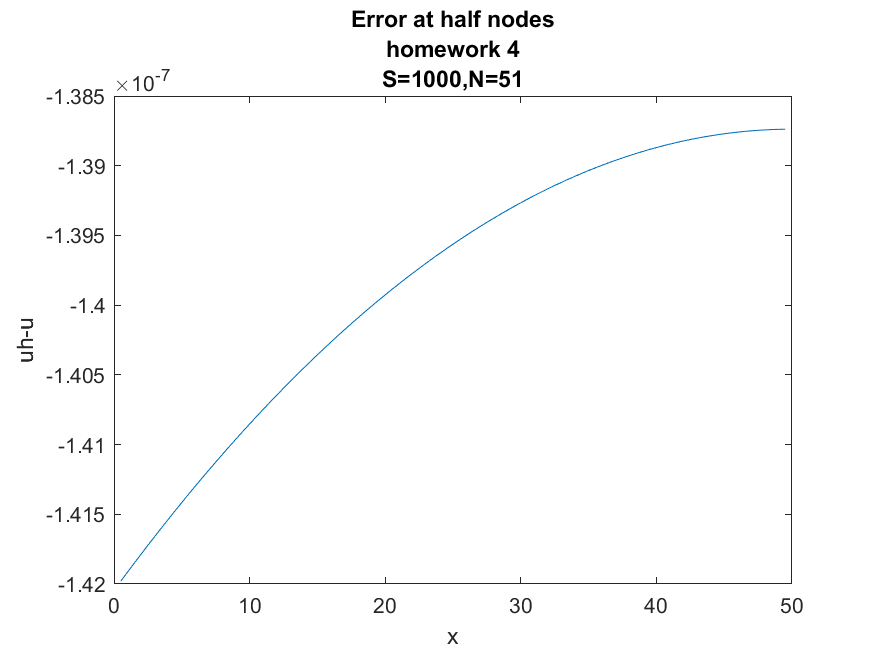 Error at half nodes
homework 4
S=1000,N=51
×10^-7
-1.385
-1.39
-1.395
-1.4
-1.405
-1.41
-1.415
-1.42
uh-u
0 10 20 30 40 50
x